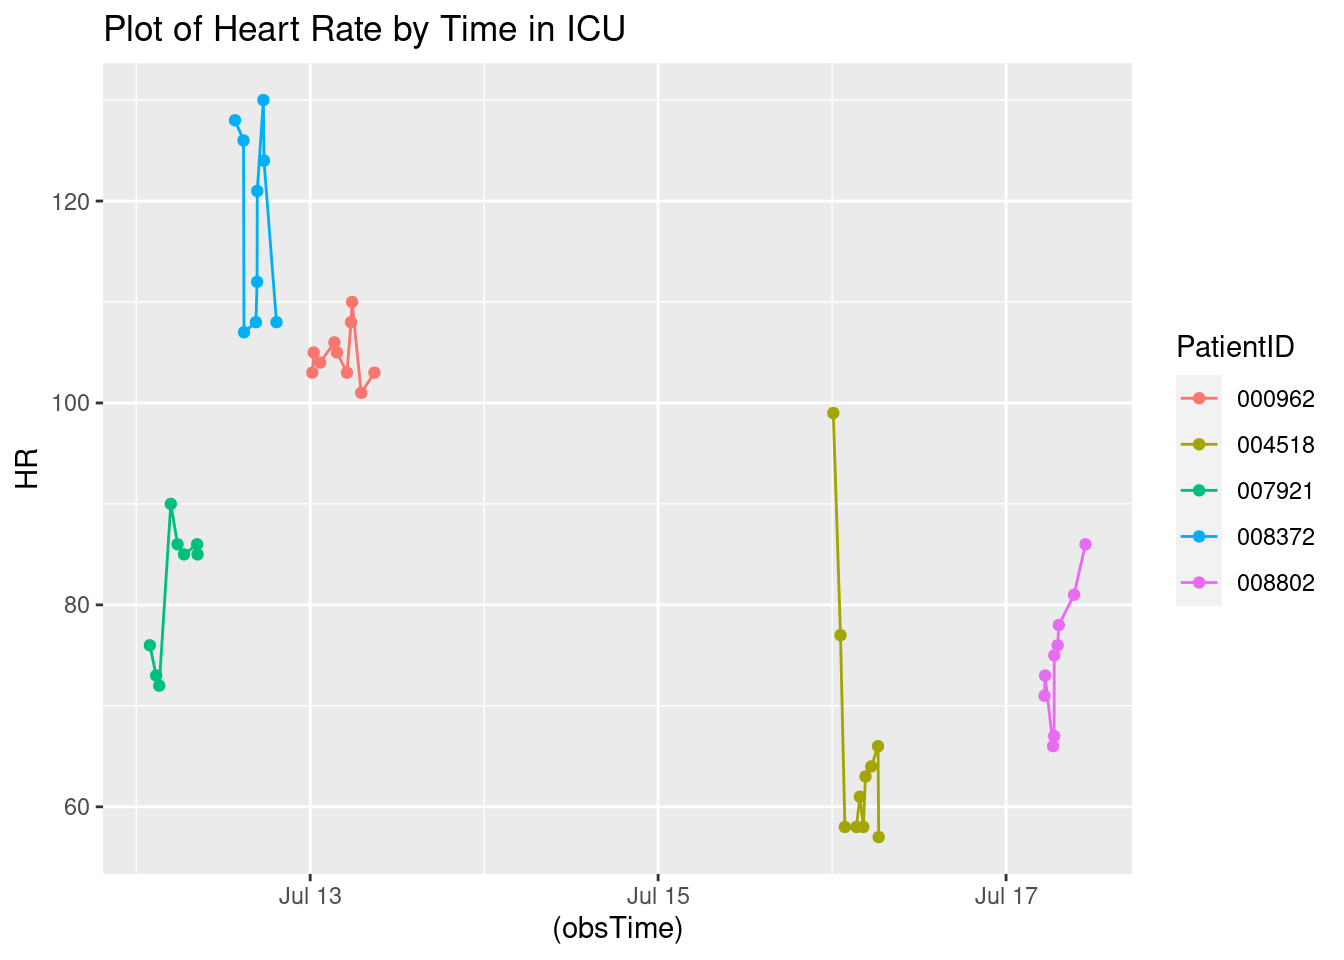 Plot of Heart Rate by Time in ICU
HR
120
100
80
60
Jul 13
Jul 15
Jul 17
(obsTime)
PatientID
000962
004518
007921
008372
008802